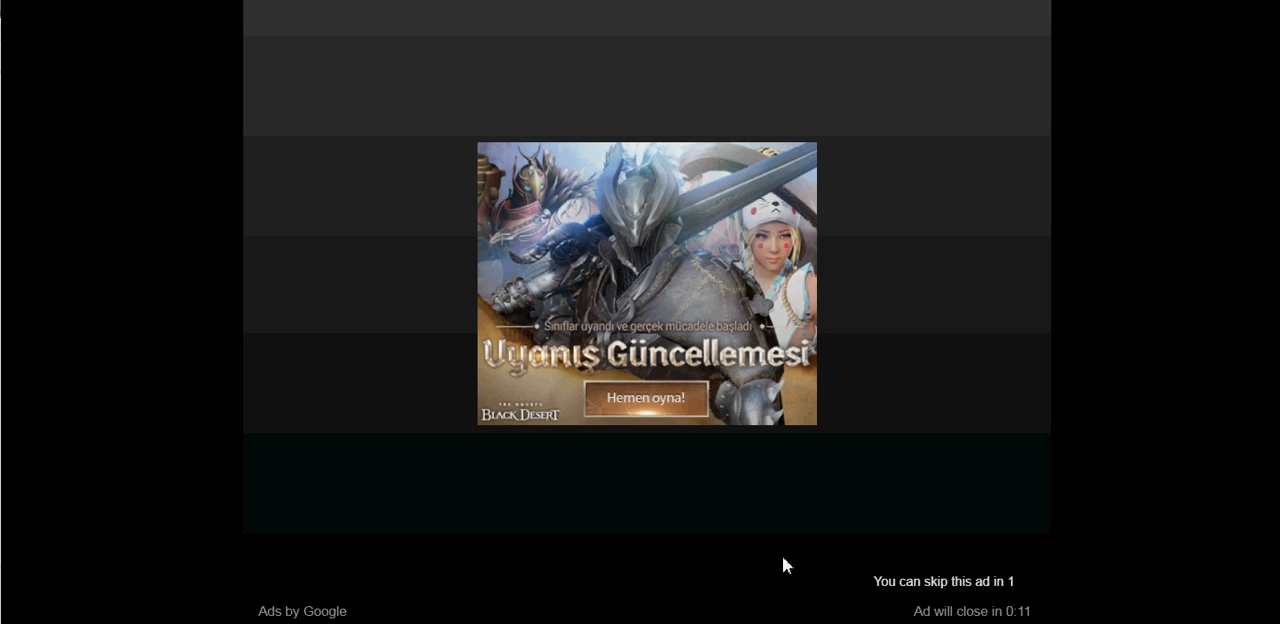 Sınıflar uyandı ve gerçek mücadele başladı
Uyanış Güncellemesi
Hemen oyna!
BLACK DESERT
You can skip this ad in 1
Ads by Google
Ad will close in 0:11